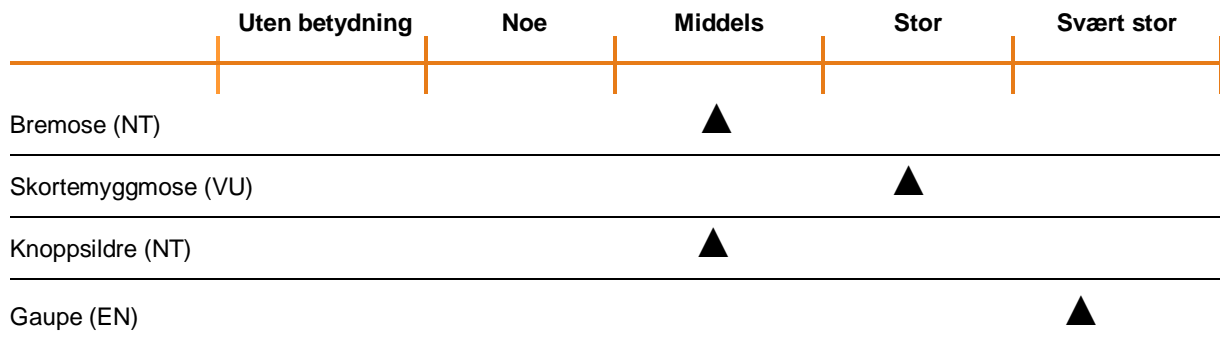 Uten betydning Noe Middels Stor Svært stor
Bremose (NT)
Skortemyggmose (VU)
Knoppsildre (NT)
Gaupe (EN)